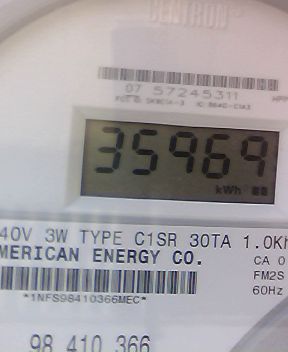 CENTRON
07 57245311
35969
kWh
40V 3W TYPE C1SR 30TA 1.0Kh
MERICAN ENERGY CO.
CA 0
FM2S
60Hz
*1NFS98410366MEC*
98 410 366